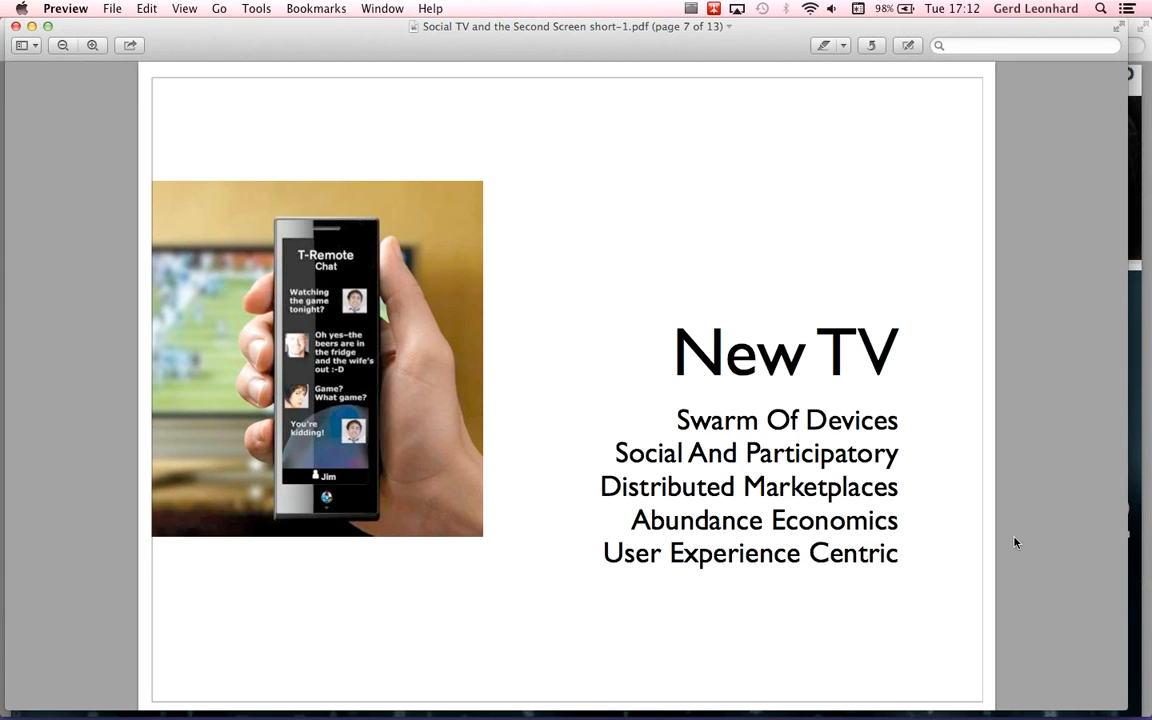 Preview File Edit View Go Tools Bookmarks Window Help 98% Tue 17:12 Gerd Leonhard
Social TV and the Second Screen short-1.pdf (page 7 of 13)
T-Remote
Chat
Watching
the game
tonight?
Oh yes–the
beers are in
the fridge
and the wife's
out :-D
Game?
What game?
You're
kidding!
Jim
New TV
Swarm Of Devices
Social And Participatory
Distributed Marketplaces
Abundance Economics
User Experience Centric